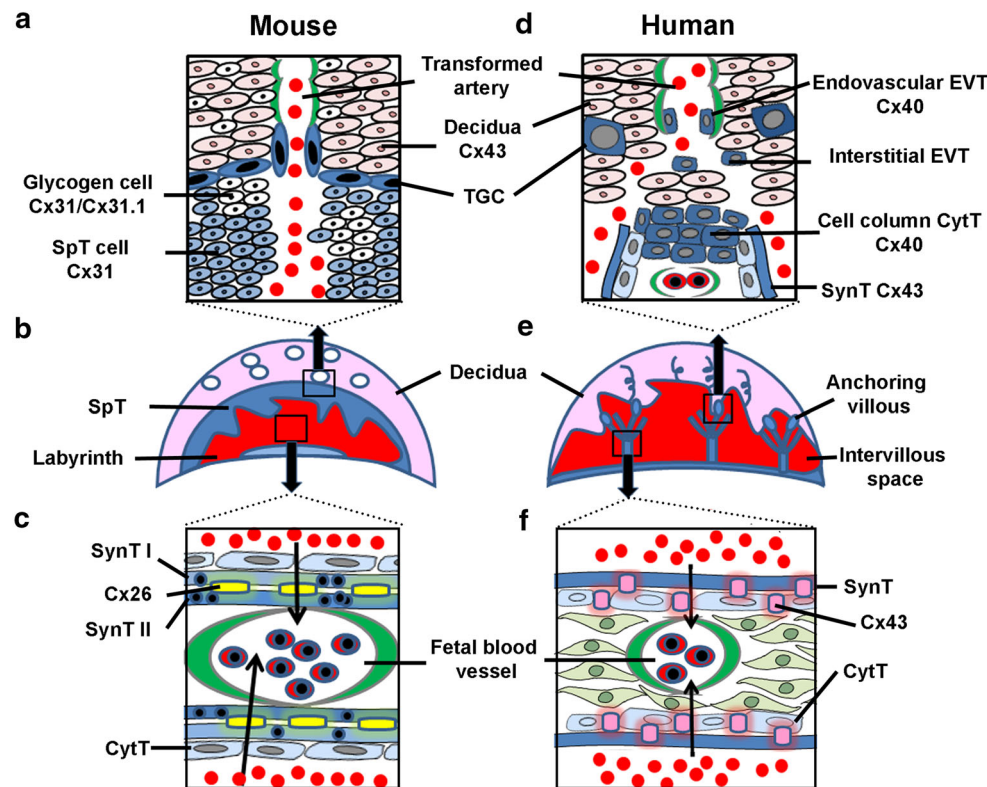 a
Mouse
d
Human
Transformed
artery
Decidua
Cx43
TGC
Glycogen cell
Cx31/Cx31.1
SpT cell
Cx31
Endovascular EVT
Cx40
Interstitial EVT
Cell column CytT
Cx40
SynT Cx43
b
SpT
Labyrinth
Decidua
e
Anchoring
villous
Intervillous
space
c
SynT I
Cx26
SynT II
CytT
Fetal blood
vessel
f
SynT
Cx43
CytT